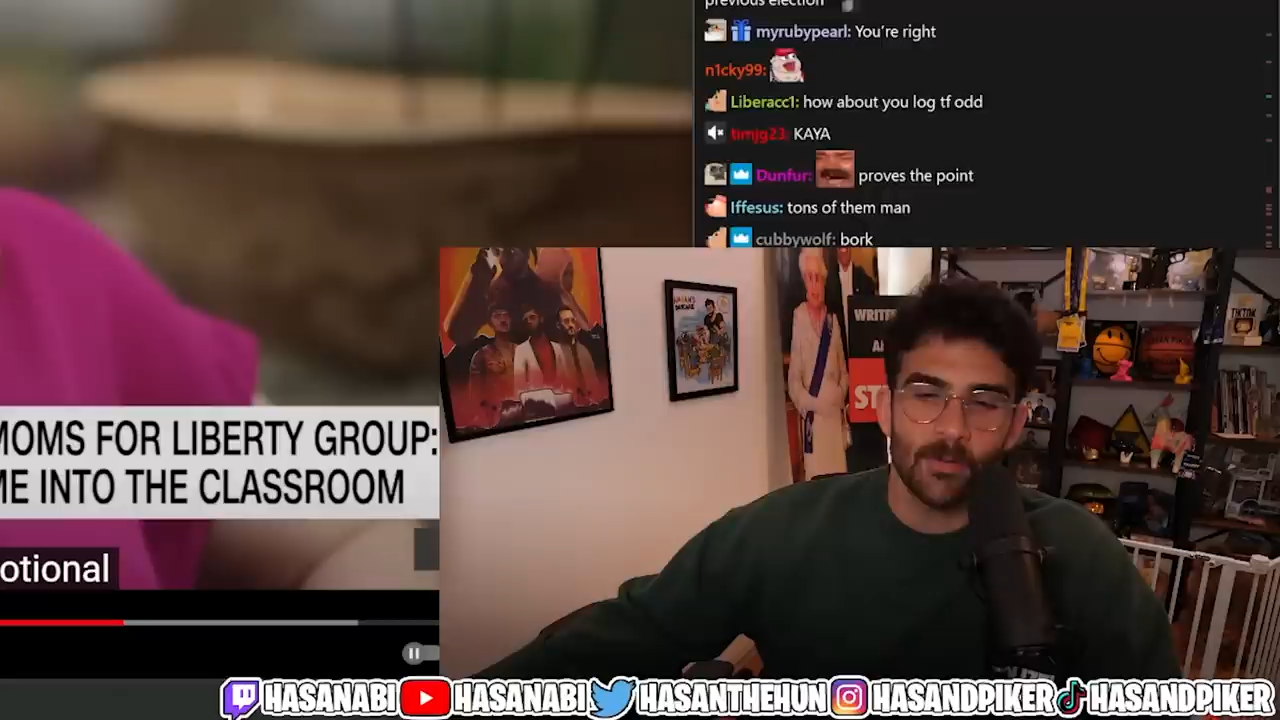 previous election
myrubypearl: You're right
n1cky99:
Liberacc1: how about you log tf odd
timjg23: KAYA
Dunfur: proves the point
Iffesus: tons of them man
cubbywolf: bork
WRITE
A
ST
MOMS FOR LIBERTY GROUP:
ME INTO THE CLASSROOM
otional
HASANABI HASANABI HASANTHEHUN HASANDPIKER HASANDPIKER